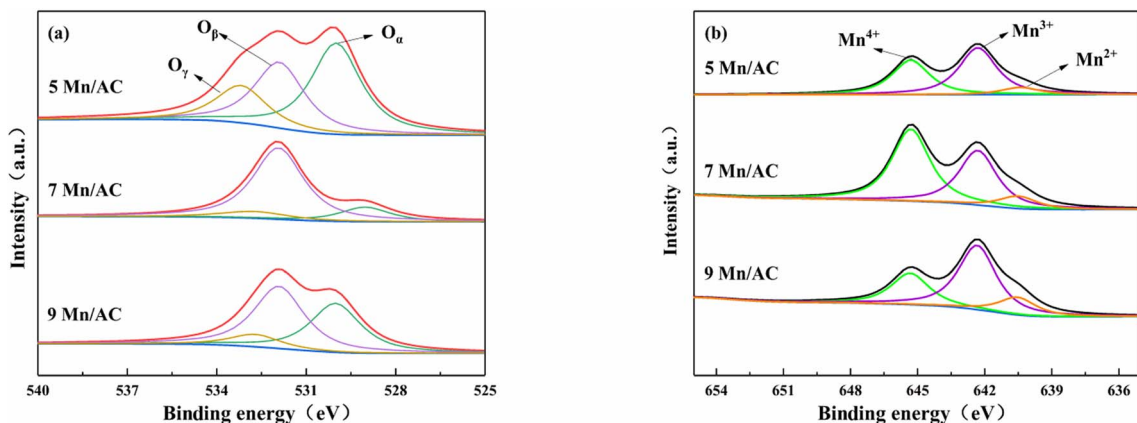 (a)
Oγ
Oβ
Oα
5 Mn/AC
7 Mn/AC
9 Mn/AC
Intensity（a.u.）
540 537 534 531 528 525
Binding energy（eV）
(b)
Mn4+
Mn3+
Mn2+
5 Mn/AC
7 Mn/AC
9 Mn/AC
Intensity（a.u.）
654 651 648 645 642 639 636
Binding energy（eV）